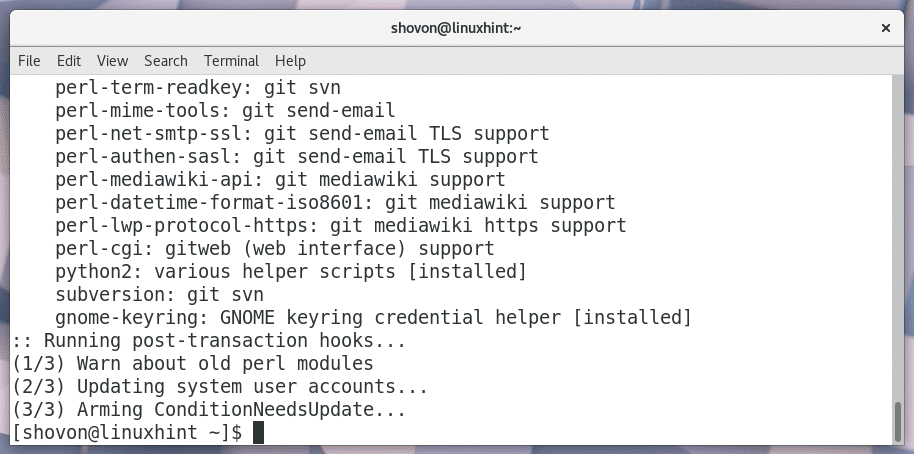 shovon@linuxhint:~ ×
File Edit View Search Terminal Help
perl-term-readkey: git svn
perl-mime-tools: git send-email
perl-net-smtp-ssl: git send-email TLS support
perl-authen-sasl: git send-email TLS support
perl-mediawiki-api: git mediawiki support
perl-datetime-format-iso8601: git mediawiki support
perl-lwp-protocol-https: git mediawiki https support
perl-cgi: gitweb (web interface) support
python2: various helper scripts [installed]
subversion: git svn
gnome-keyring: GNOME keyring credential helper [installed]
:: Running post-transaction hooks...
(1/3) Warn about old perl modules
(2/3) Updating system user accounts...
(3/3) Arming ConditionNeedsUpdate...
[shovon@linuxhint ~]$